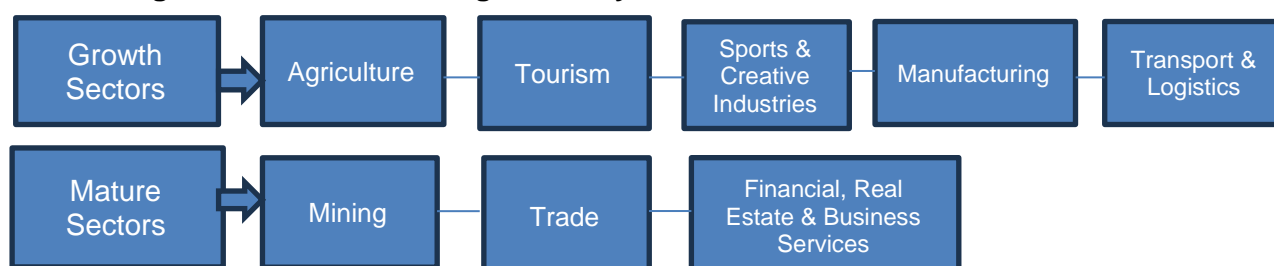 Growth
Sectors
Agriculture
Tourism
Sports &
Creative
Industries
Manufacturing
Transport &
Logistics
Mature
Sectors
Mining
Trade
Financial, Real
Estate & Business
Services